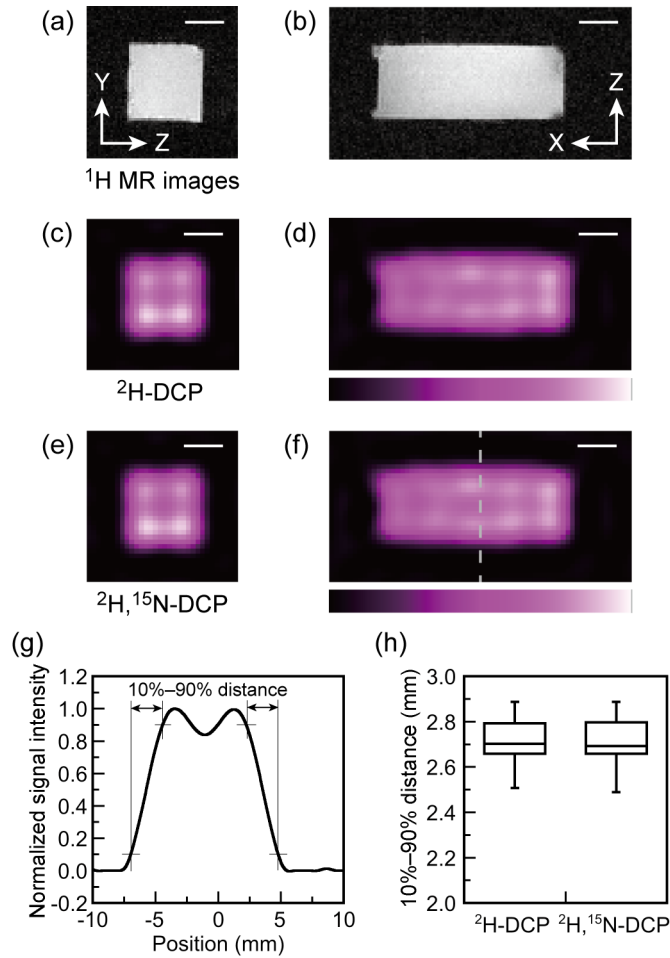 (a)
(b)
Y
Z
Z
X
¹H MR images
(c)
(d)
²H-DCP
(e)
(f)
²H,¹⁵N-DCP
(g)
(h)
Normalized signal intensity
1.2
1.0
0.8
0.6
0.4
0.2
0.0
-0.2
10%–90% distance
-10
-5
0
5
10
Position (mm)
10%–90% distance (mm)
3.0
2.8
2.6
2.4
2.2
2.0
²H-DCP
²H,¹⁵N-DCP